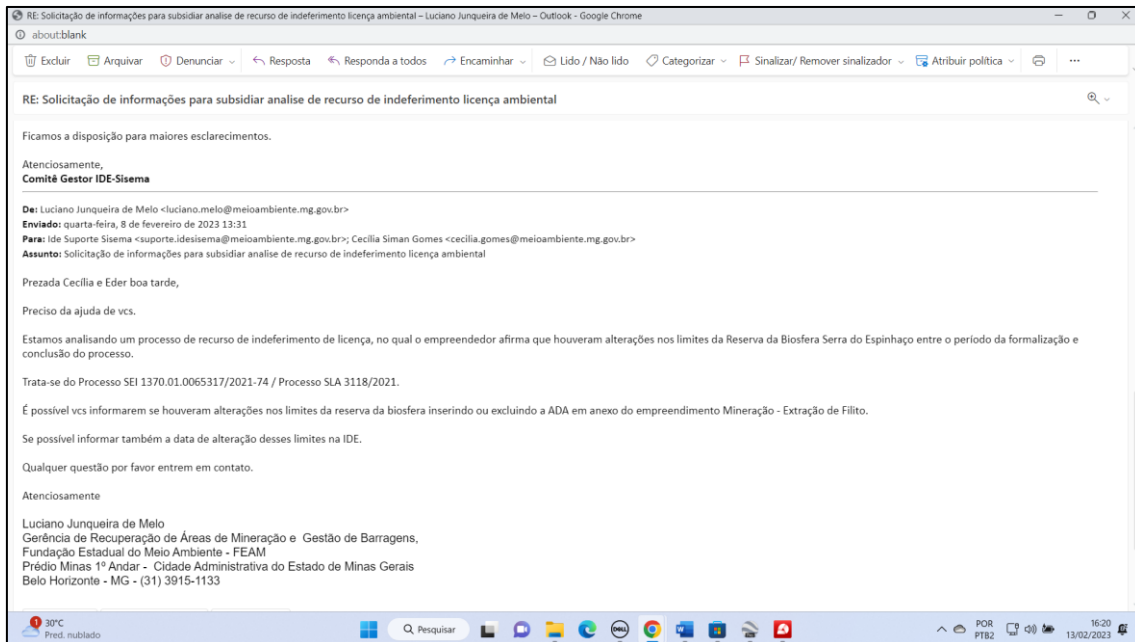 RE: Solicitação de informações para subsidiar analise de recurso de indeferimento licença ambiental – Luciano Junqueira de Melo – Outlook - Google Chrome
about:blank
Excluir Arquivar Denunciar Resposta Responda a todos Encaminhar Lido / Não lido Categorizar Sinalizar/ Remover sinalizador Atribuir política ...
RE: Solicitação de informações para subsidiar analise de recurso de indeferimento licença ambiental
Ficamos a disposição para maiores esclarecimentos.
Atenciosamente,
Comitê Gestor IDE-Sisema
De: Luciano Junqueira de Melo <luciano.melo@meioambiente.mg.gov.br>
Enviado: quarta-feira, 8 de fevereiro de 2023 13:31
Para: Ide Suporte Sisema <suporte.idesisema@meioambiente.mg.gov.br>; Cecília Siman Gomes <cecilia.gomes@meioambiente.mg.gov.br>
Assunto: Solicitação de informações para subsidiar analise de recurso de indeferimento licença ambiental
Prezada Cecília e Eder boa tarde,
Preciso da ajuda de vcs.
Estamos analisando um processo de recurso de indeferimento de licença, no qual o empreendedor afirma que houveram alterações nos limites da Reserva da Biosfera Serra do Espinhaço entre o período da formalização e
conclusão do processo.
Trata-se do Processo SEI 1370.01.0065317/2021-74 / Processo SLA 3118/2021.
É possível vcs informarem se houveram alterações nos limites da reserva da biosfera inserindo ou excluindo a ADA em anexo do empreendimento Mineração - Extração de Filito.
Se possível informar também a data de alteração desses limites na IDE.
Qualquer questão por favor entrem em contato.
Atenciosamente
Luciano Junqueira de Melo
Gerência de Recuperação de Áreas de Mineração e Gestão de Barragens,
Fundação Estadual do Meio Ambiente - FEAM
Prédio Minas 1º Andar - Cidade Administrativa do Estado de Minas Gerais
Belo Horizonte - MG - (31) 3915-1133
1 30°C
Pred. nublado
Pesquisar
DELL
POR
PTB2
16:20
13/02/2023